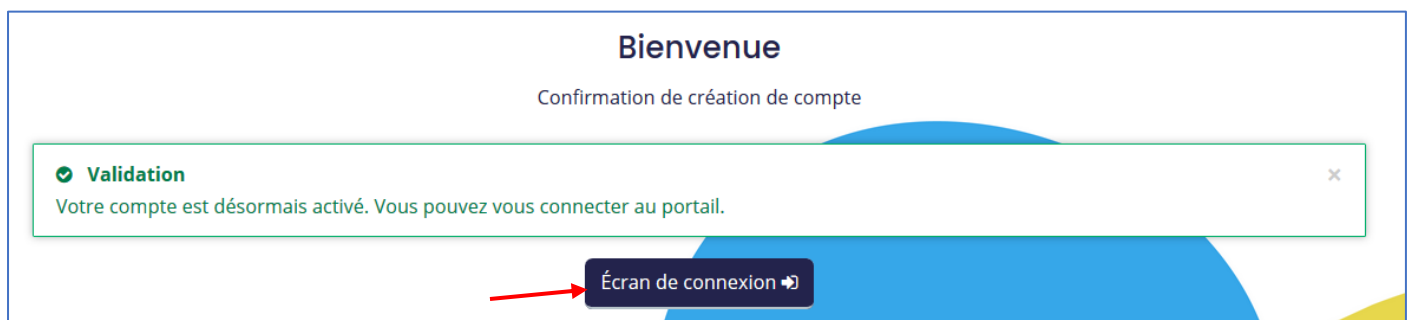 Bienvenue
Confirmation de création de compte
Validation
Votre compte est désormais activé. Vous pouvez vous connecter au portail.
Écran de connexion